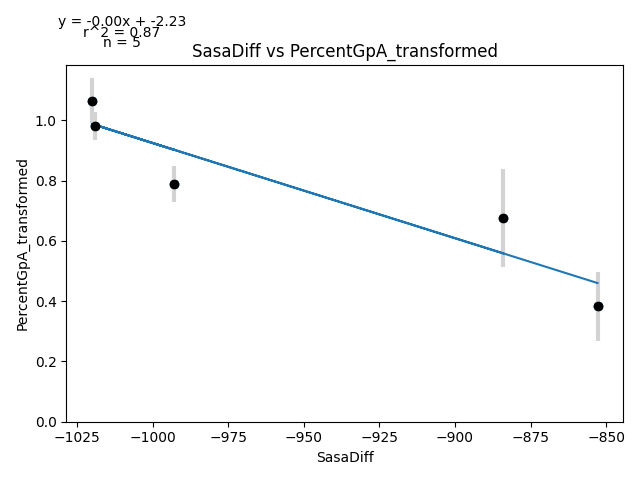 y = -0.00x + -2.23
r^2 = 0.87
n = 5
SasaDiff vs PercentGpA_transformed
PercentGpA_transformed
1.0
0.8
0.6
0.4
0.2
0.0
−1025 −1000 −975 −950 −925 −900 −875 −850
SasaDiff